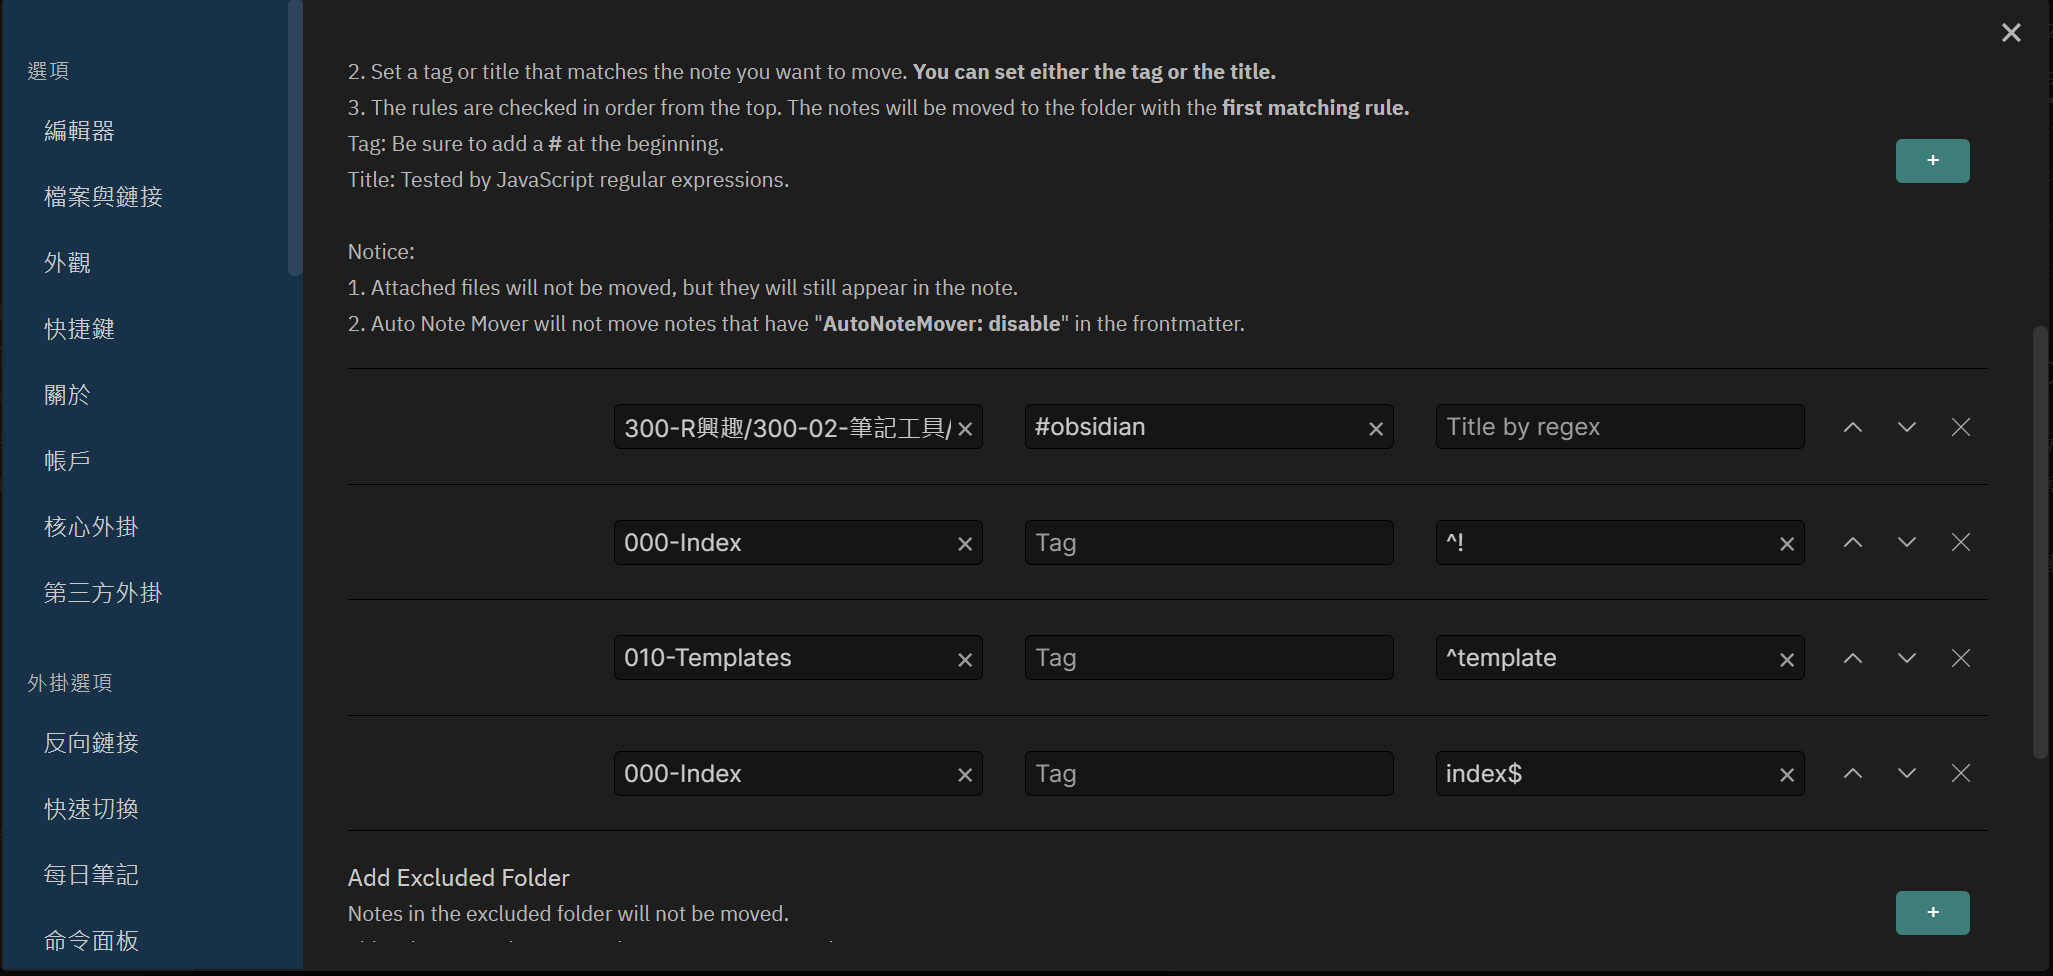 選項
編輯器
檔案與鏈接
外觀
快捷鍵
關於
帳戶
核心外掛
第三方外掛
外掛選項
反向鏈接
快速切換
每日筆記
命令面板
2. Set a tag or title that matches the note you want to move. You can set either the tag or the title.
3. The rules are checked in order from the top. The notes will be moved to the folder with the first matching rule.
Tag: Be sure to add a # at the beginning.
Title: Tested by JavaScript regular expressions.
+
Notice:
1. Attached files will not be moved, but they will still appear in the note.
2. Auto Note Mover will not move notes that have "AutoNoteMover: disable" in the frontmatter.
300-R興趣/300-02-筆記工具/ #obsidian Title by regex
000-Index Tag ^!
010-Templates Tag ^template
000-Index Tag index$
Add Excluded Folder
Notes in the excluded folder will not be moved.
+